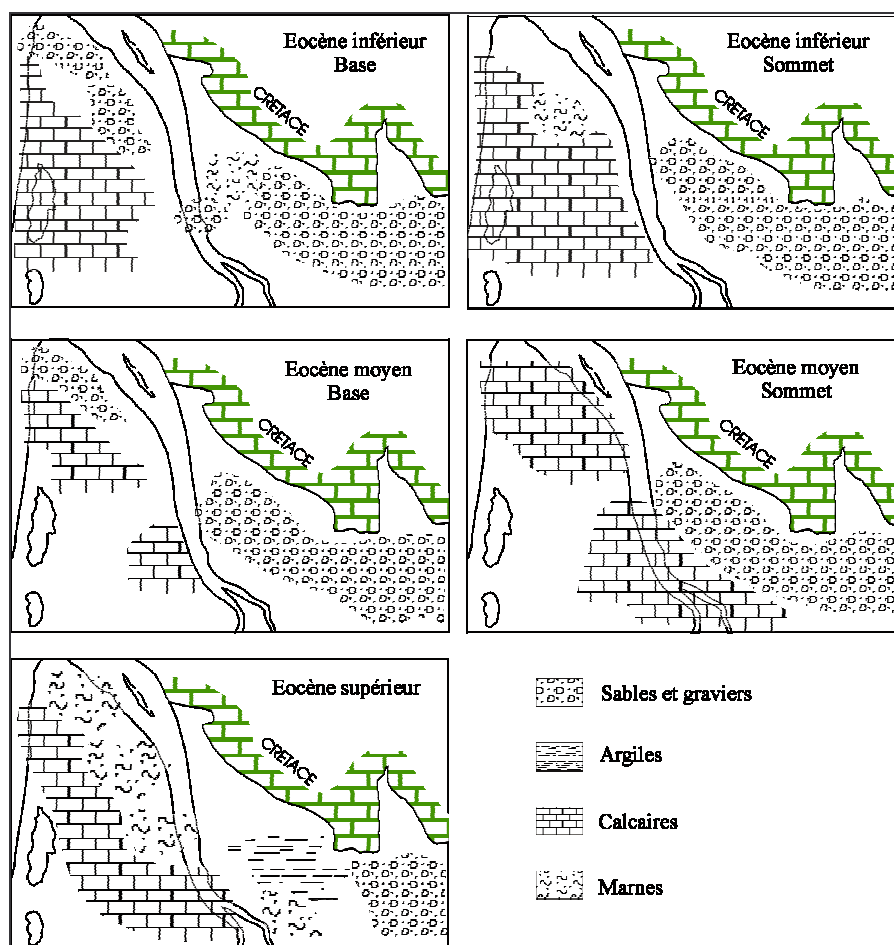 Eocène inférieur
Base
CRETACE
Eocène inférieur
Sommet
CRETACE
Eocène moyen
Base
CRETACE
Eocène moyen
Sommet
CRETACE
Eocène supérieur
CRETACE
Sables et graviers
Argiles
Calcaires
Marnes